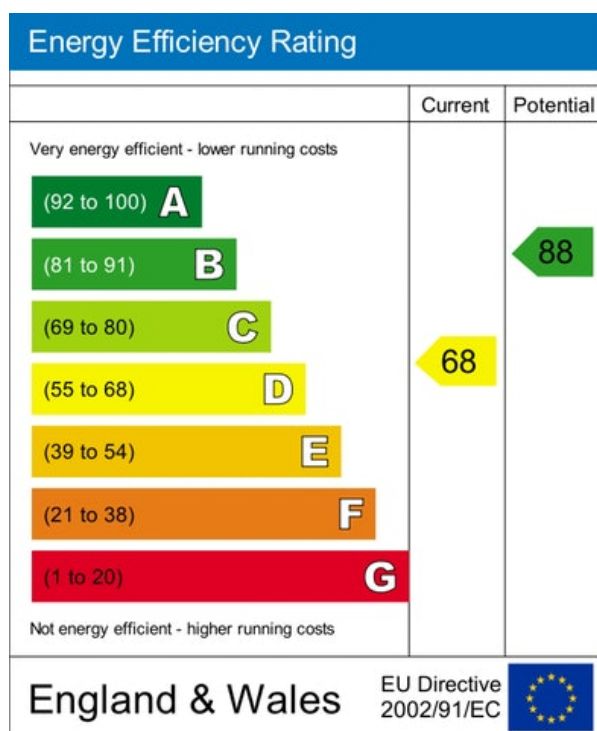 Energy Efficiency Rating
Current Potential
Very energy efficient - lower running costs
(92 to 100) A
(81 to 91) B
88
(69 to 80) C
(55 to 68) D
68
(39 to 54) E
(21 to 38) F
(1 to 20) G
Not energy efficient - higher running costs
England & Wales
EU Directive
2002/91/EC